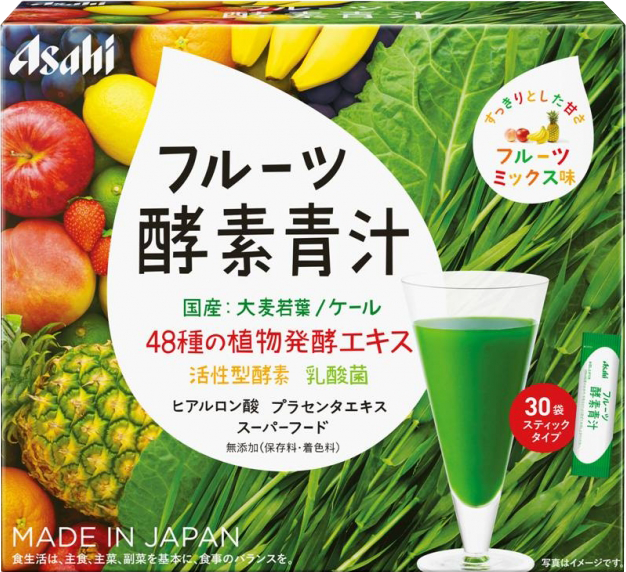 Asahi
すっきりとした甘さ
フルーツ
ミックス味
フルーツ
酵素青汁
国産：大麦若葉/ケール
48種の植物発酵エキス
活性型酵素 乳酸菌
ヒアルロン酸 プラセンタエキス
スーパーフード
無添加（保存料・着色料）
30袋
スティック
タイプ
Asahi
フルーツ
酵素青汁
MADE IN JAPAN
食生活は、主食、主菜、副菜を基本に、食事のバランスを。
写真はイメージです。